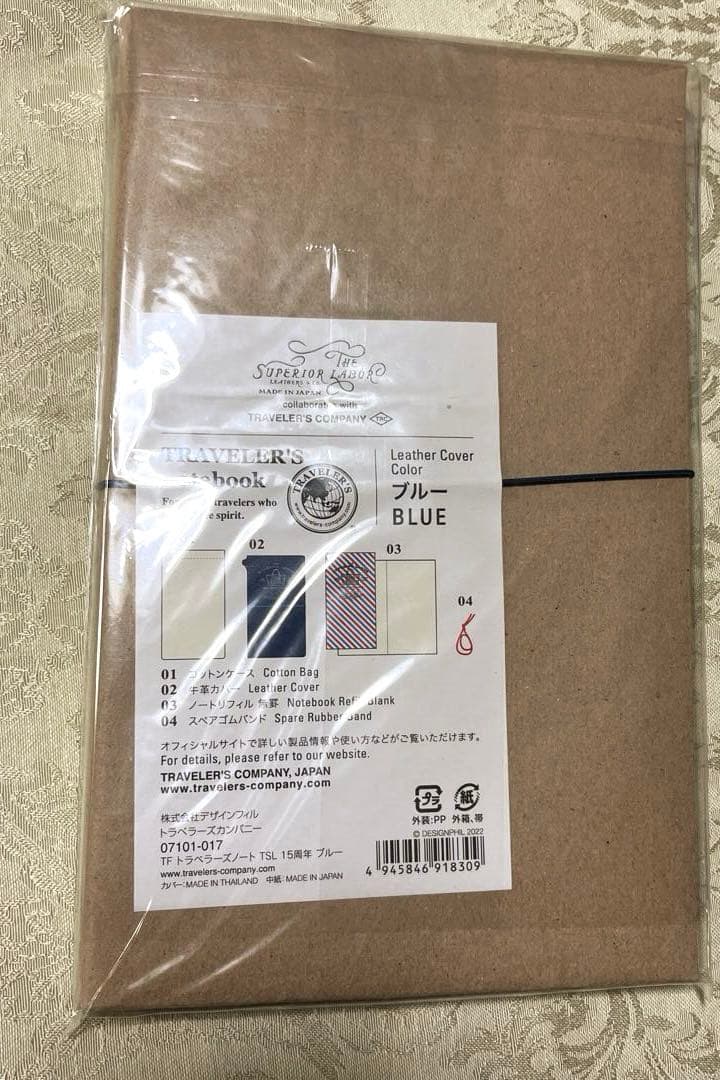 THE
SUPERIOR LABOR
LEATHERS & CO.
MADE IN JAPAN
collaborates with
TRAVELER'S COMPANY TRC
TRAVELER'S
notebook
For travelers who
spirit.
TRAVELER'S
www.travelers-company.com
Leather Cover
Color
ブルー
BLUE
02
03
04
01 コットンケース Cotton Bag
02 牛革カバー Leather Cover
03 ノートリフィル 無罫 Notebook Refill Blank
04 スペアゴムバンド Spare Rubber Band
オフィシャルサイトで詳しい製品情報や使い方などがご覧いただけます。
For details, please refer to our website.
TRAVELER'S COMPANY, JAPAN
www.travelers-company.com
プラ 紙
外装:PP 外箱、帯
© DESIGNPHIL 2022
株式会社デザインフィル
トラベラーズカンパニー
07101-017
TF トラベラーズノート TSL 15周年 ブルー
www.travelers-company.com
カバー:MADE IN THAILAND 中紙:MADE IN JAPAN
4 945846 918309